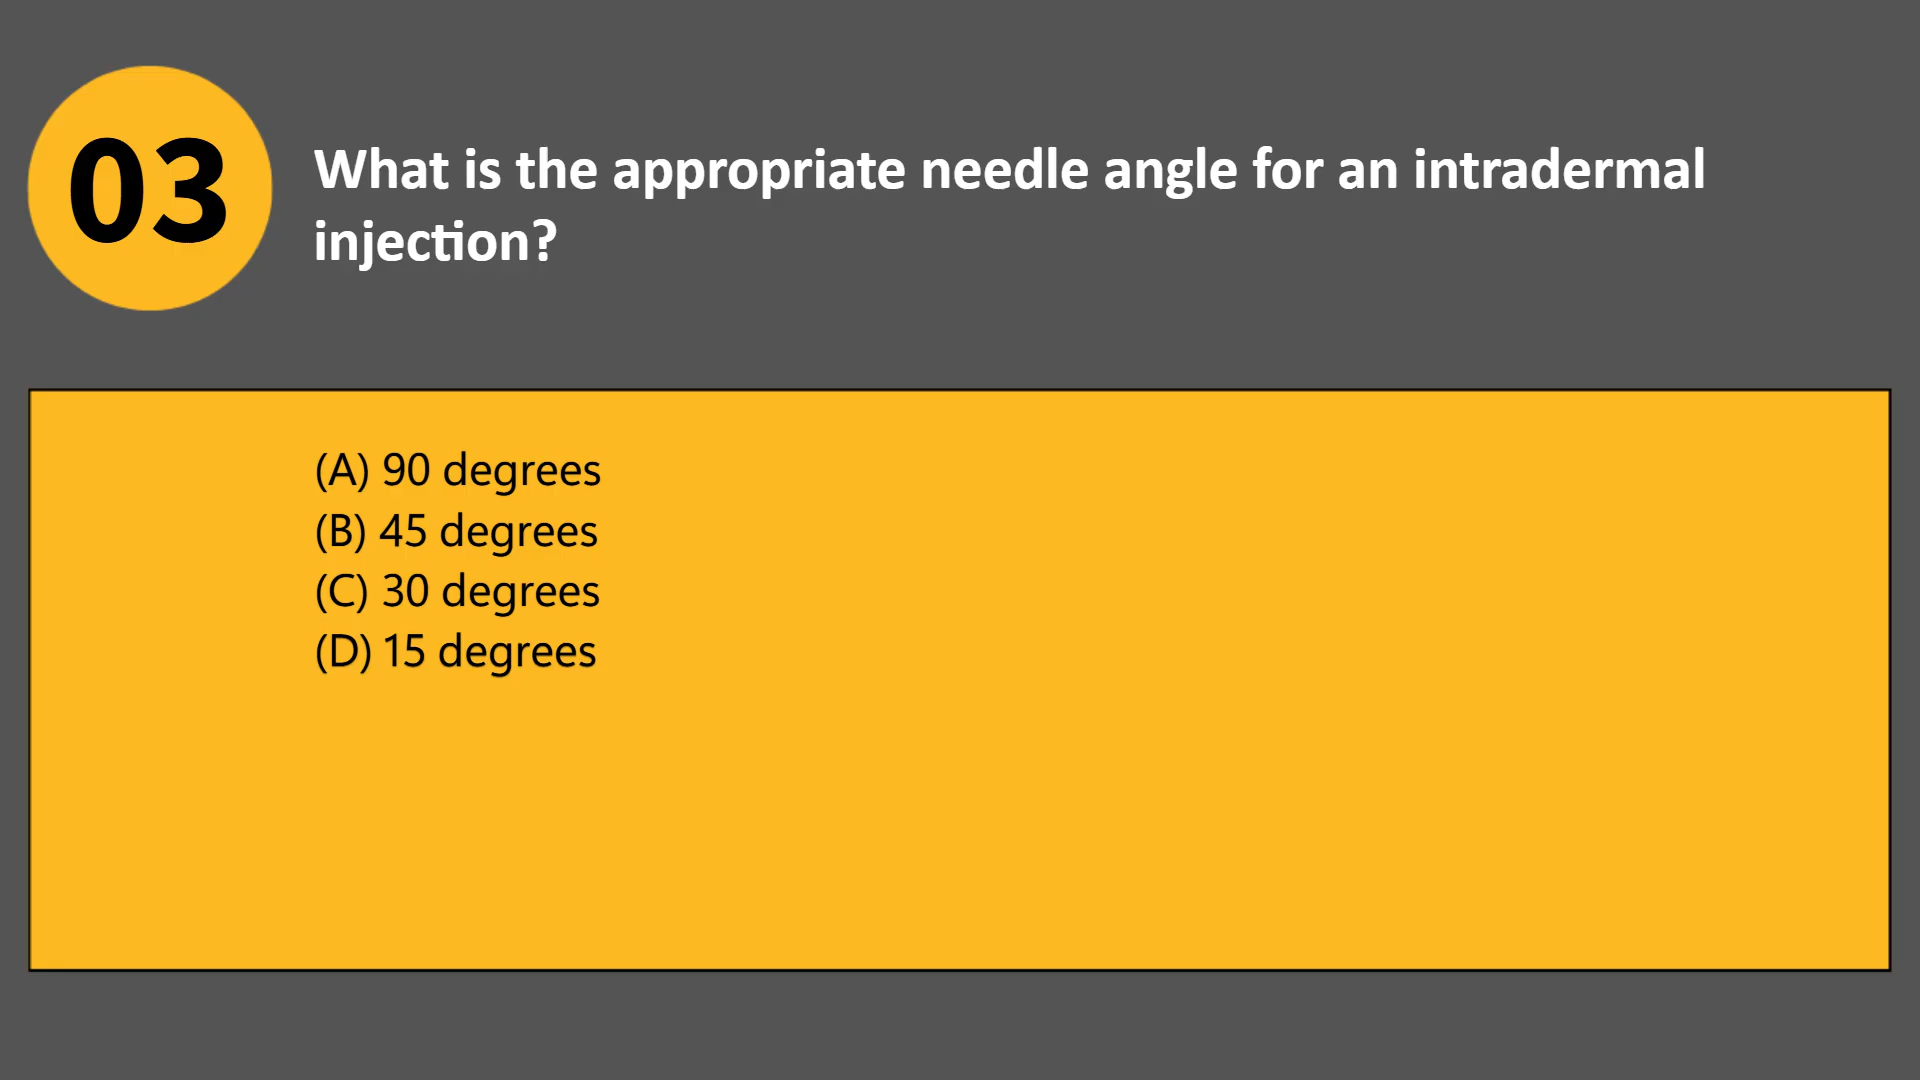 03
What is the appropriate needle angle for an intradermal
injection?
(A) 90 degrees
(B) 45 degrees
(C) 30 degrees
(D) 15 degrees